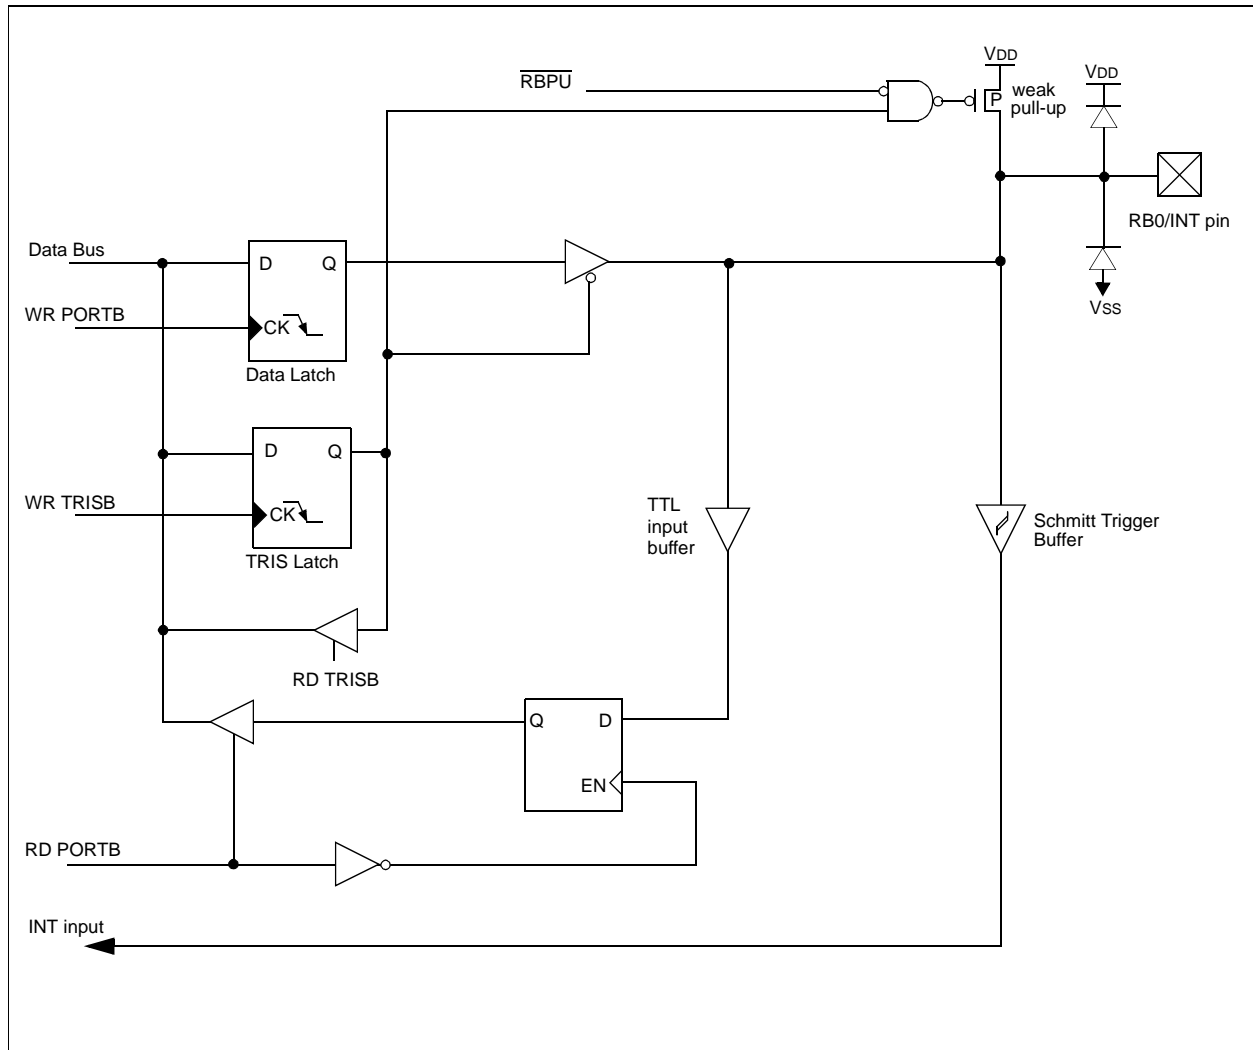 VDD
RBPU
P
weak
pull-up
VDD
RB0/INT pin
VSS
Data Bus
D
Q
WR PORTB
CK
Data Latch
D
Q
WR TRISB
CK
TRIS Latch
TTL
input
buffer
Schmitt Trigger
Buffer
RD TRISB
Q
D
EN
RD PORTB
INT input